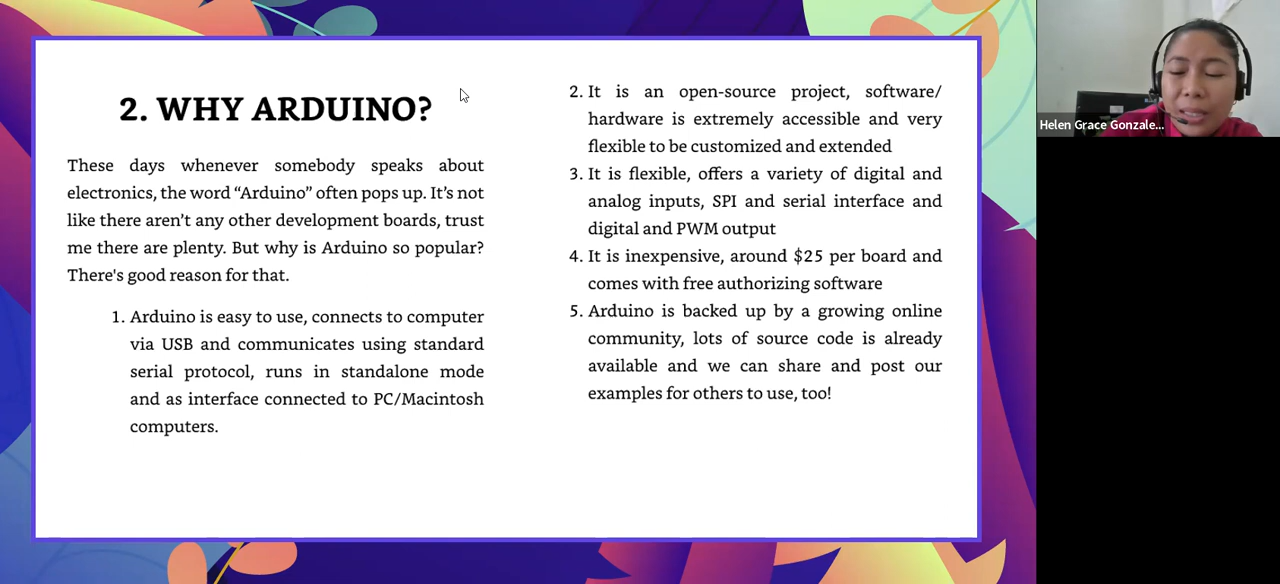 2. WHY ARDUINO?
These days whenever somebody speaks about
electronics, the word “Arduino” often pops up. It’s not
like there aren’t any other development boards, trust
me there are plenty. But why is Arduino so popular?
There's good reason for that.
1. Arduino is easy to use, connects to computer
via USB and communicates using standard
serial protocol, runs in standalone mode
and as interface connected to PC/Macintosh
computers.
2. It is an open-source project, software/
hardware is extremely accessible and very
flexible to be customized and extended
3. It is flexible, offers a variety of digital and
analog inputs, SPI and serial interface and
digital and PWM output
4. It is inexpensive, around $25 per board and
comes with free authorizing software
5. Arduino is backed up by a growing online
community, lots of source code is already
available and we can share and post our
examples for others to use, too!
Helen Grace Gonzale...